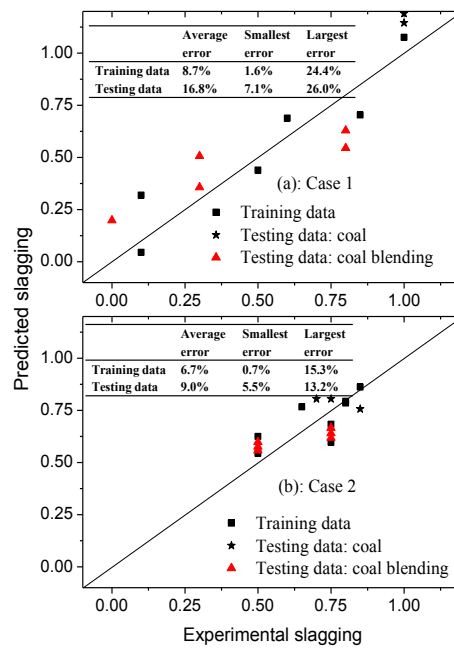 Average Smallest Largest
error error error
Training data 8.7% 1.6% 24.4%
Testing data 16.8% 7.1% 26.0%
1.00
0.75
0.50
0.25
0.00
(a): Case 1
Training data
Testing data: coal
Testing data: coal blending
0.00 0.25 0.50 0.75 1.00
Predicted slagging
Average Smallest Largest
error error error
Training data 6.7% 0.7% 15.3%
Testing data 9.0% 5.5% 13.2%
1.00
0.75
0.50
0.25
0.00
(b): Case 2
Training data
Testing data: coal
Testing data: coal blending
0.00 0.25 0.50 0.75 1.00
Experimental slagging